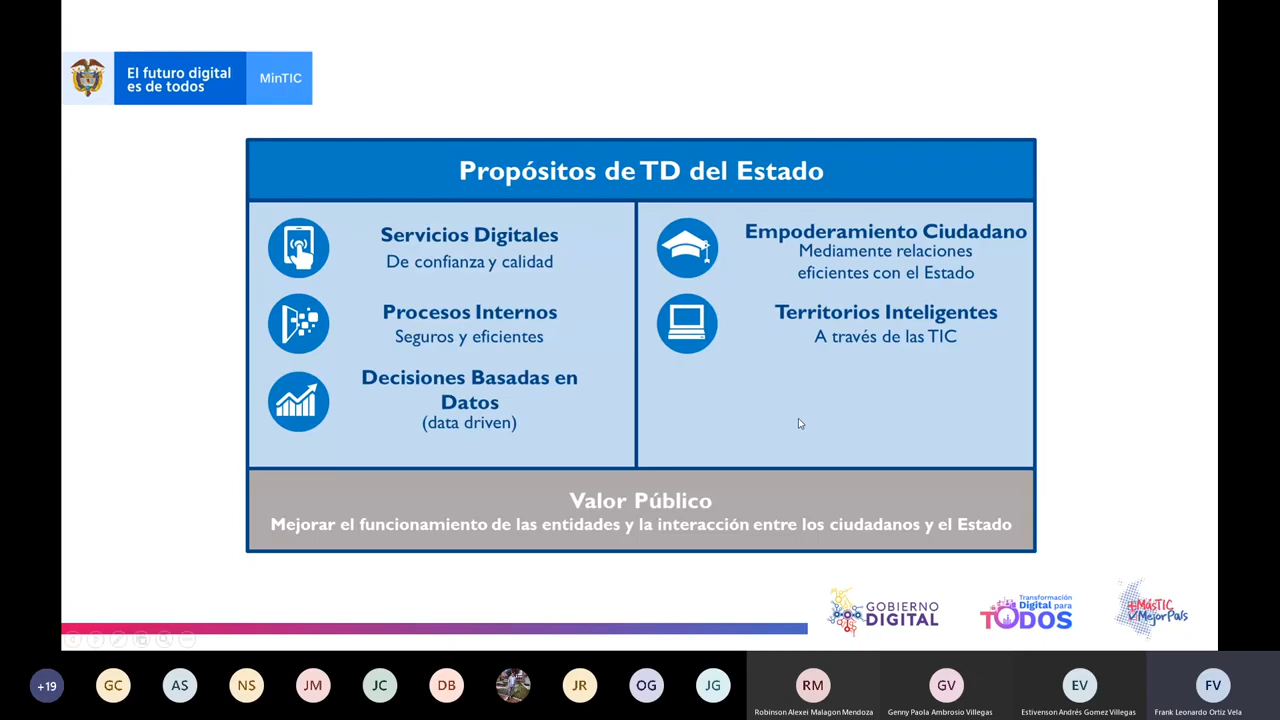 El futuro digital
es de todos
MinTIC
Propósitos de TD del Estado
Servicios Digitales
De confianza y calidad
Procesos Internos
Seguros y eficientes
Decisiones Basadas en
Datos
(data driven)
Empoderamiento Ciudadano
Mediamente relaciones
eficientes con el Estado
Territorios Inteligentes
A través de las TIC
Valor Público
Mejorar el funcionamiento de las entidades y la interacción entre los ciudadanos y el Estado
GOBIERNO
DIGITAL
Transformación
Digital para
TODOS
+MásTIC
MejorPaís
+19
GC
AS
NS
JM
JC
DB
JR
OG
JG
RM
GV
EV
FV
Robinson Alexei Malagon Mendoza
Genny Paola Ambrosio Villegas
Estivenson Andrés Gomez Villegas
Frank Leonardo Ortiz Vela